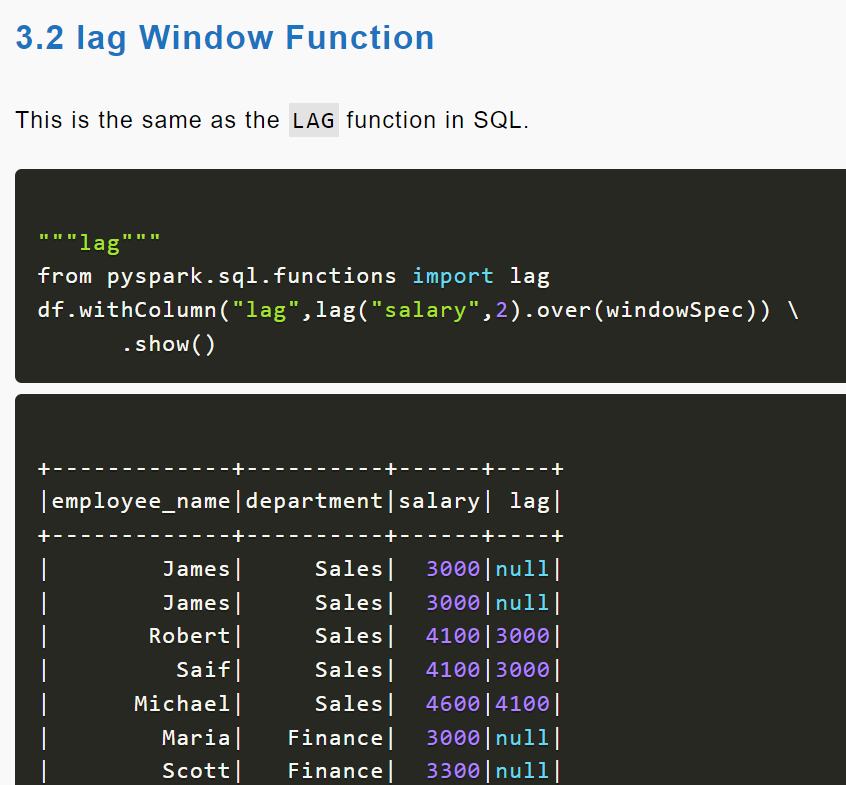 3.2 lag Window Function
This is the same as the LAG function in SQL.
"""lag"""
from pyspark.sql.functions import lag
df.withColumn("lag",lag("salary",2).over(windowSpec)) \
      .show()
+-------------+----------+------+----+
|employee_name|department|salary| lag|
+-------------+----------+------+----+
|        James|     Sales|  3000|null|
|        James|     Sales|  3000|null|
|       Robert|     Sales|  4100|3000|
|         Saif|     Sales|  4100|3000|
|      Michael|     Sales|  4600|4100|
|        Maria|   Finance|  3000|null|
|        Scott|   Finance|  3300|null|